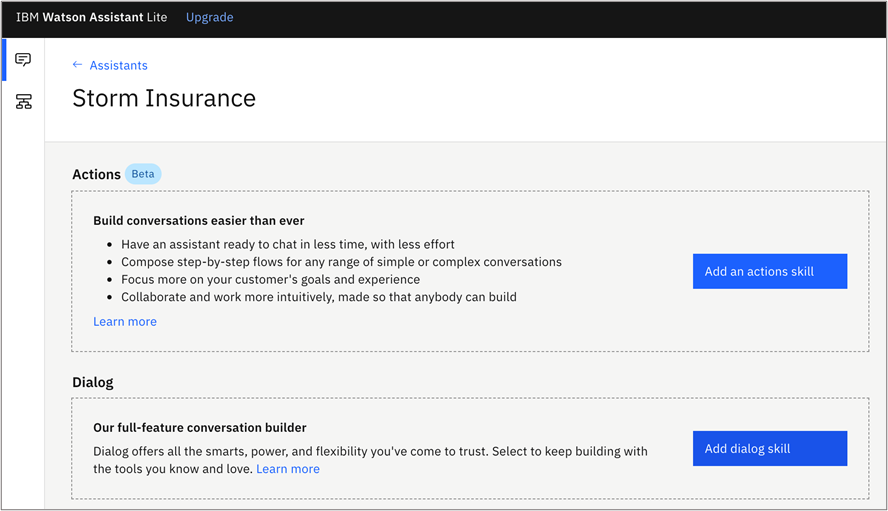 IBM Watson Assistant Lite Upgrade
← Assistants
Storm Insurance
Actions Beta
Build conversations easier than ever
• Have an assistant ready to chat in less time, with less effort
• Compose step-by-step flows for any range of simple or complex conversations
• Focus more on your customer's goals and experience
• Collaborate and work more intuitively, made so that anybody can build
Add an actions skill
Learn more
Dialog
Our full-feature conversation builder
Dialog offers all the smarts, power, and flexibility you've come to trust. Select to keep building with
the tools you know and love. Learn more
Add dialog skill